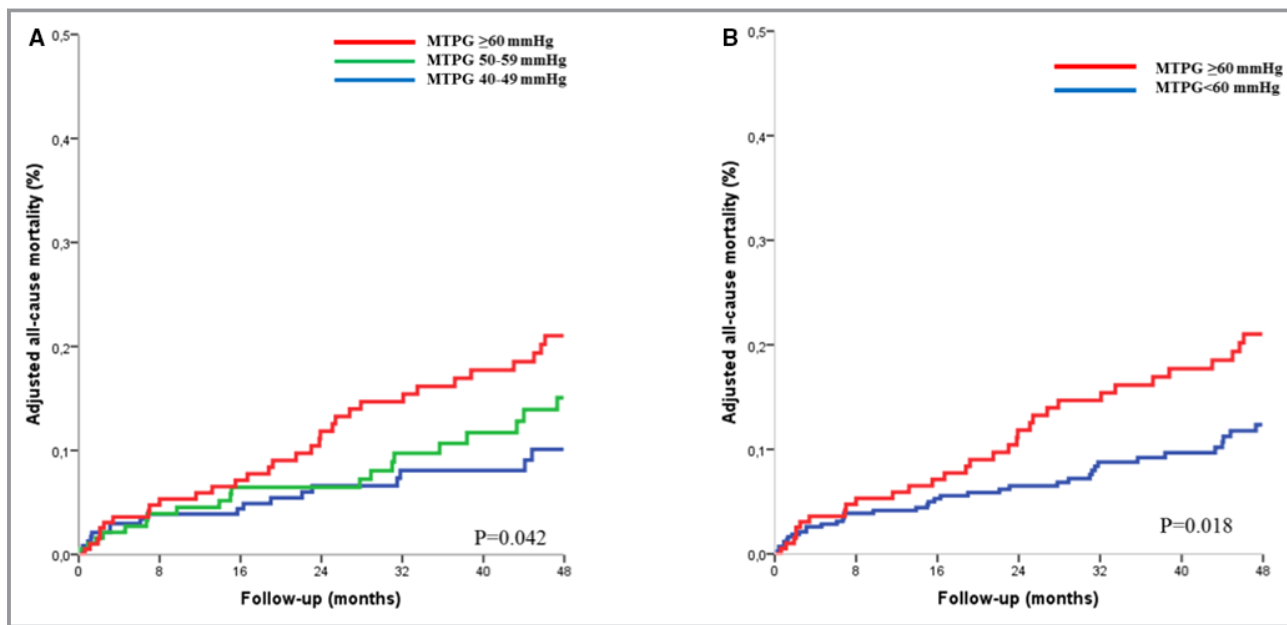 A
MTPG ≥60 mmHg
MTPG 50-59 mmHg
MTPG 40-49 mmHg
Adjusted all-cause mortality (%)
0,5
0,4
0,3
0,2
0,1
0,0
P=0.042
0 8 16 24 32 40 48
Follow-up (months)
B
MTPG ≥60 mmHg
MTPG<60 mmHg
Adjusted all-cause mortality (%)
0,5
0,4
0,3
0,2
0,1
0,0
P=0.018
0 8 16 24 32 40 48
Follow-up (months)